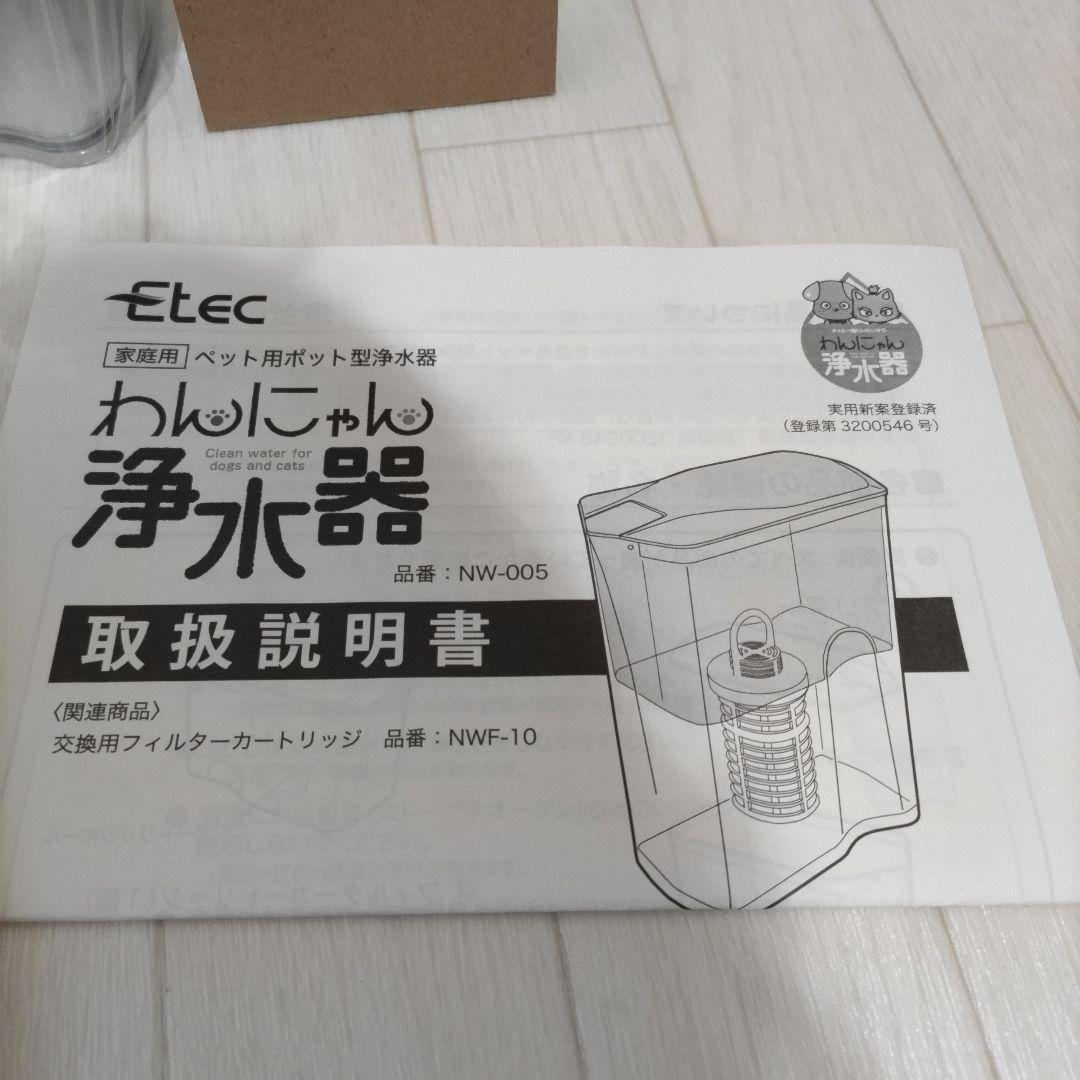 Etec
家庭用 ペット用ポット型浄水器
わんにゃん
Clean water for
dogs and cats
浄水器
品番：NW-005
わんにゃん
浄水器
実用新案登録済
（登録第 3200546 号）
取扱説明書
〈関連商品〉
交換用フィルターカートリッジ 品番：NWF-10